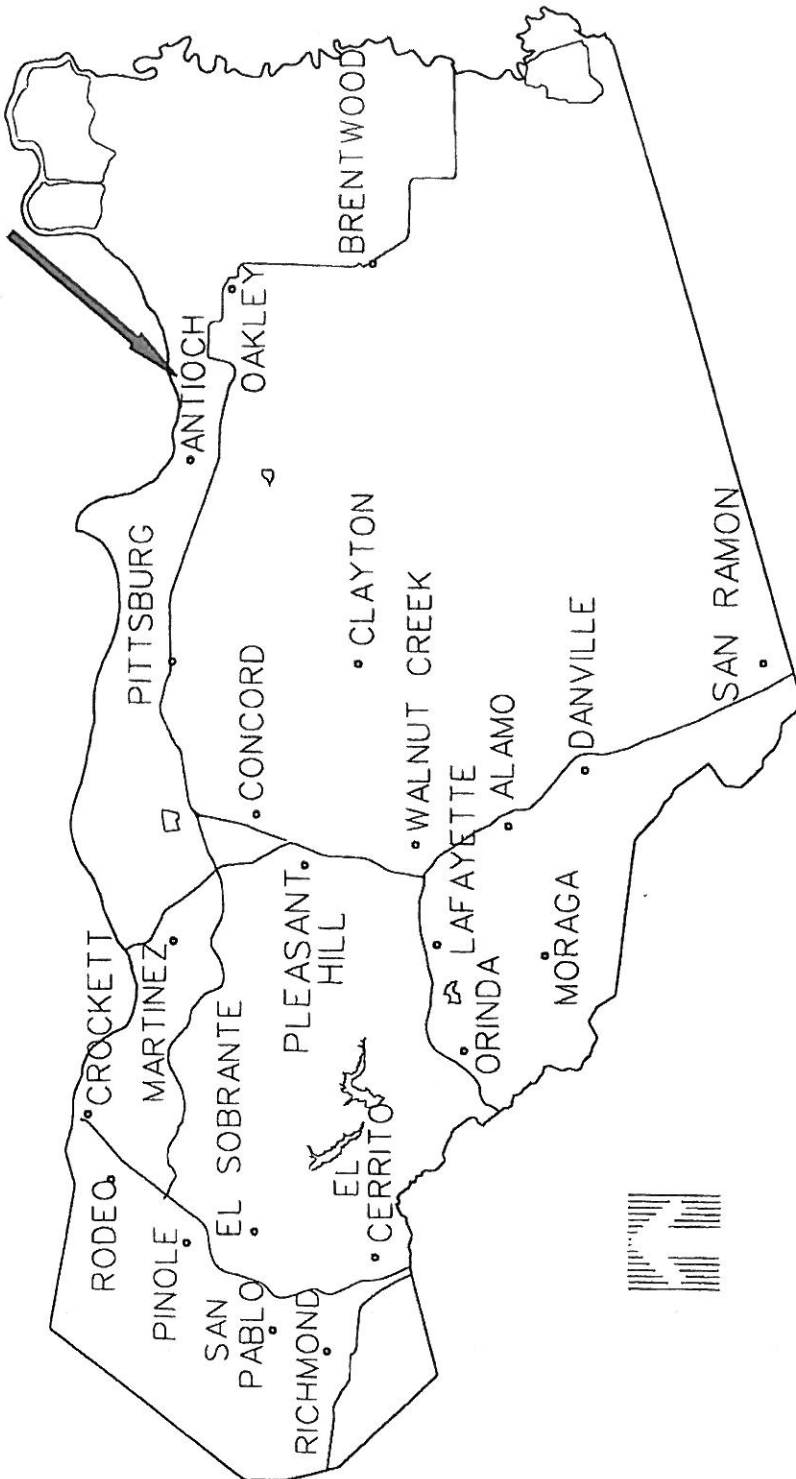 CROCKETT
RODEO
MARTINEZ
PINOLE
EL SOBRANTE
SAN
PABLO
RICHMOND
EL
CERRITO
PLEASANT
HILL
CONCORD
PITTSBURG
ANTIOCH
OAKLEY
BRENTWOOD
CLAYTON
WALNUT CREEK
LAFAYETTE
ORINDA
ALAMO
MORAGA
DANVILLE
SAN RAMON